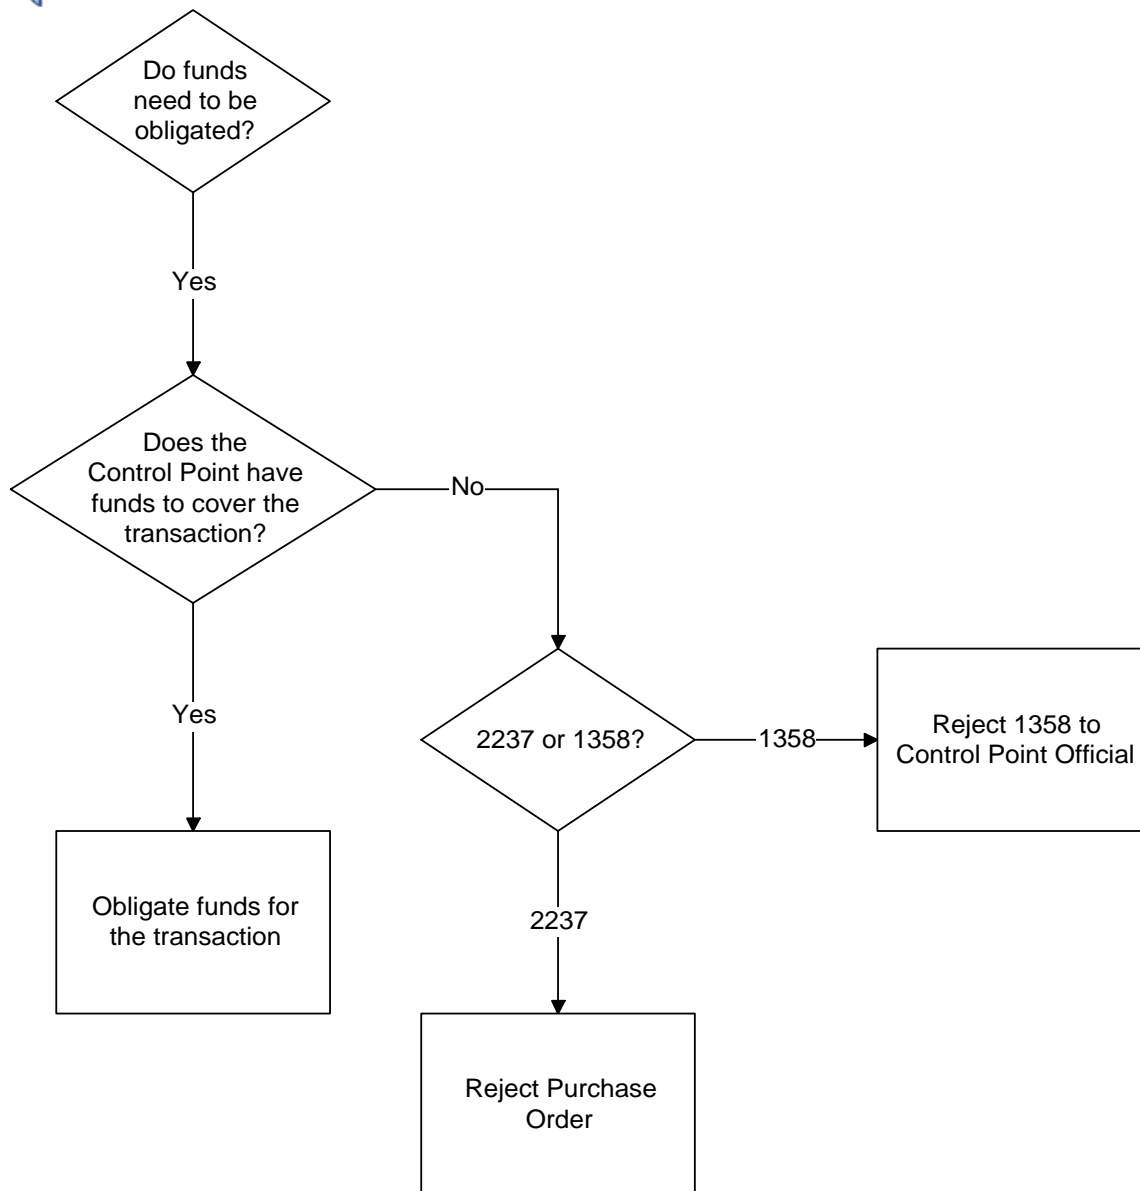 Do funds
need to be
obligated?
Yes
Does the
Control Point have
funds to cover the
transaction?
No
Yes
2237 or 1358?
1358
Reject 1358 to
Control Point Official
Obligate funds for
the transaction
2237
Reject Purchase
Order